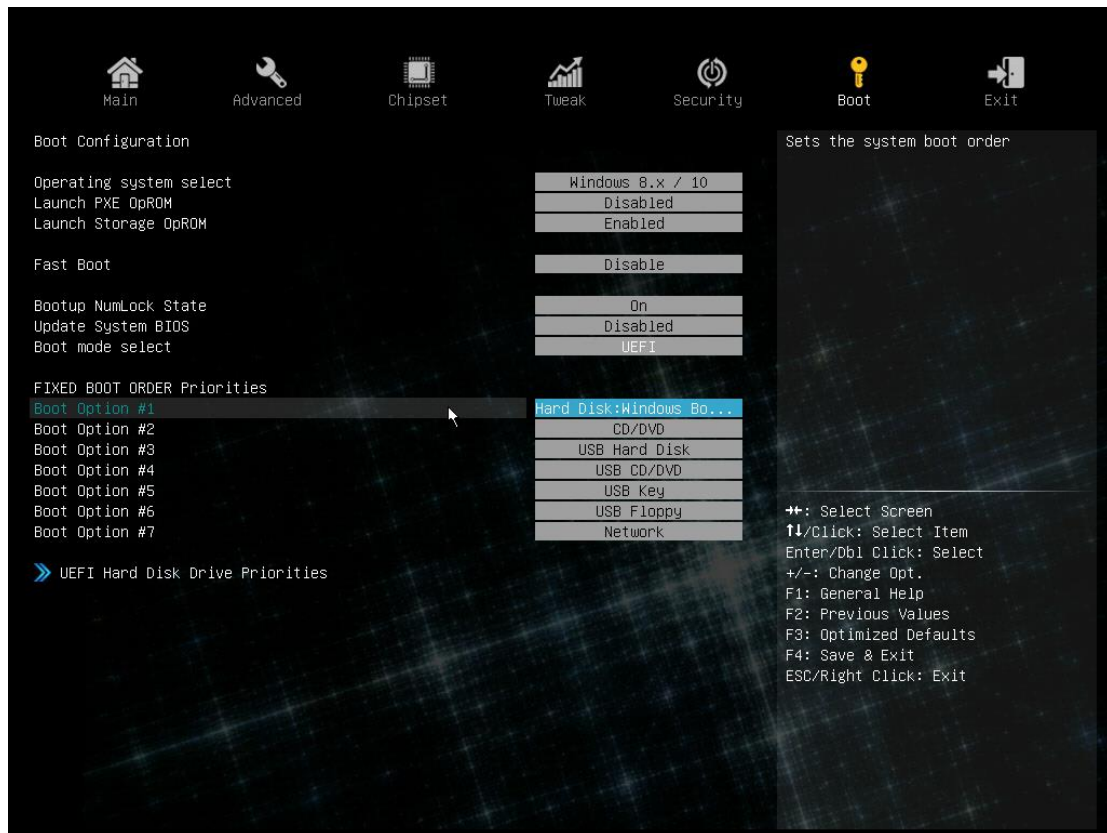 Main Advanced Chipset Tweak Security Boot Exit
Boot Configuration
Sets the system boot order
Operating system select Windows 8.x / 10
Launch PXE OpROM Disabled
Launch Storage OpROM Enabled
Fast Boot Disable
Bootup NumLock State On
Update System BIOS Disabled
Boot mode select UEFI
FIXED BOOT ORDER Priorities
Boot Option #1 Hard Disk:Windows Bo...
Boot Option #2 CD/DVD
Boot Option #3 USB Hard Disk
Boot Option #4 USB CD/DVD
Boot Option #5 USB Key
Boot Option #6 USB Floppy
Boot Option #7 Network
UEFI Hard Disk Drive Priorities
→←: Select Screen
↑↓/Click: Select Item
Enter/Dbl Click: Select
+/-: Change Opt.
F1: General Help
F2: Previous Values
F3: Optimized Defaults
F4: Save & Exit
ESC/Right Click: Exit